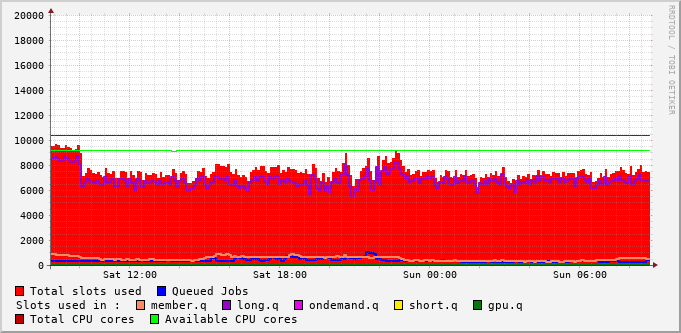 20000
18000
16000
14000
12000
10000
8000
6000
4000
2000
0
Sat 12:00 Sat 18:00 Sun 00:00 Sun 06:00
RRDTOOL / TOBI OETIKER
Total slots used Queued Jobs
Slots used in : member.q long.q ondemand.q short.q gpu.q
Total CPU cores Available CPU cores